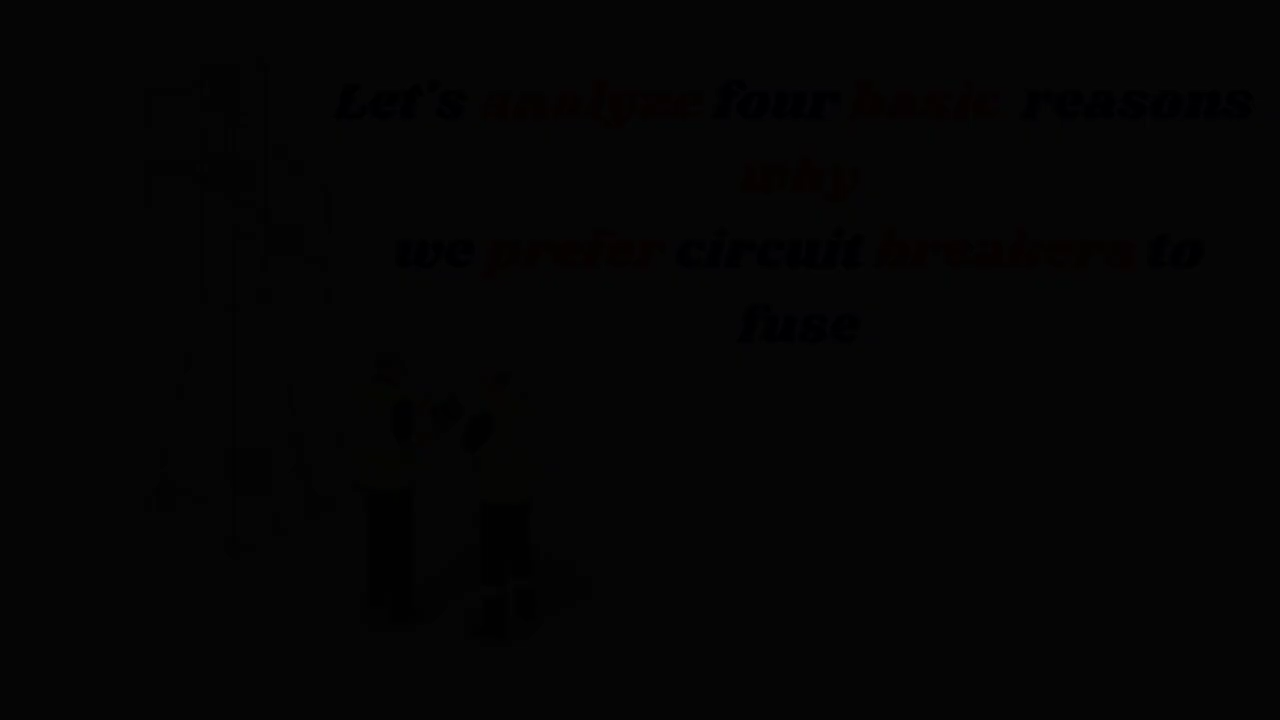 Let's analyze four basic reasons
why
we prefer circuit breakers to
fuse